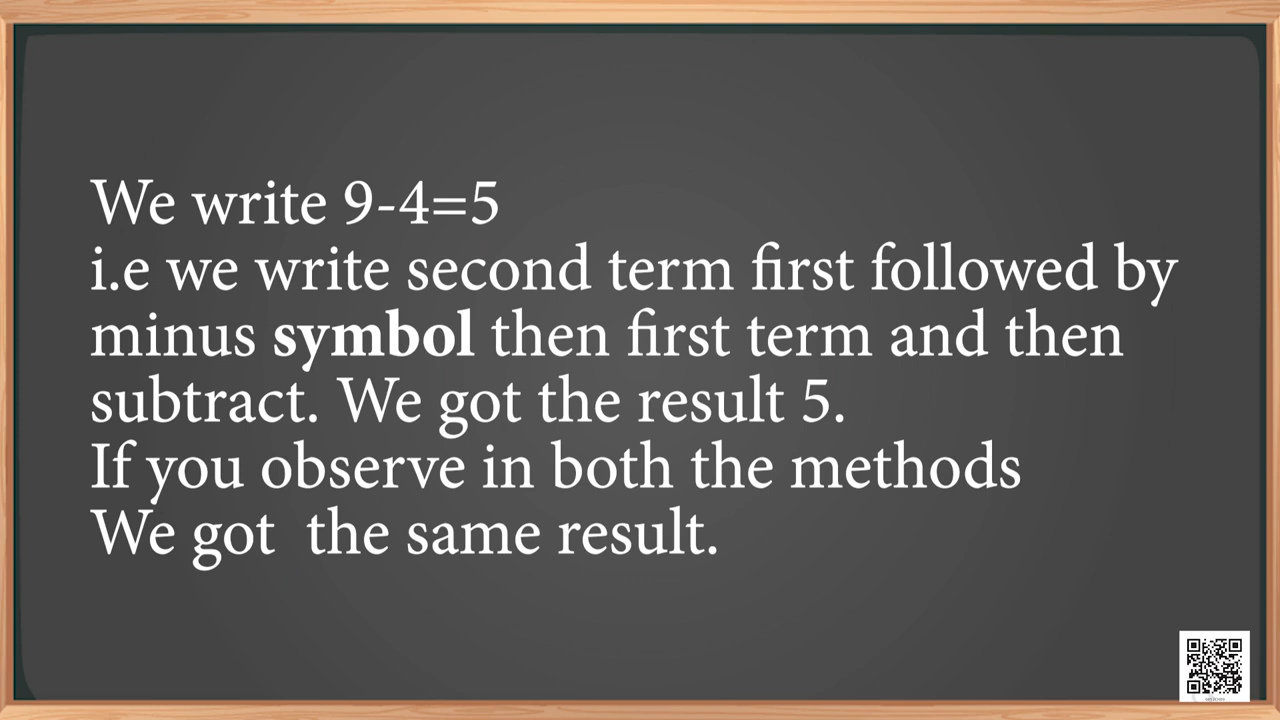 We write 9-4=5
i.e we write second term first followed by
minus symbol then first term and then
subtract. We got the result 5.
If you observe in both the methods
We got  the same result.